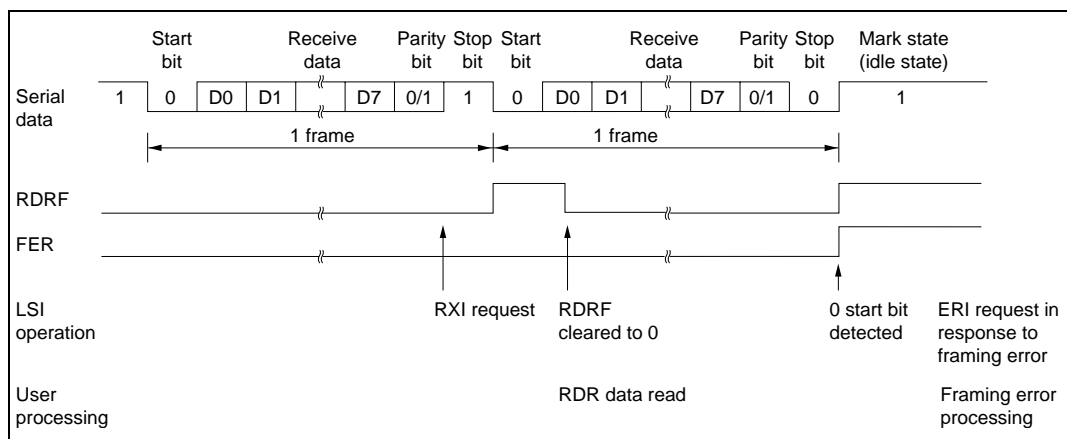 Start bit
Receive data
Parity bit
Stop bit
Start bit
Receive data
Parity bit
Stop bit
Mark state (idle state)
Serial data
1 0 D0 D1 D7 0/1 1 0 D0 D1 D7 0/1 0 1
1 frame 1 frame
RDRF
FER
LSI operation
RXI request
RDRF cleared to 0
0 start bit detected
ERI request in response to framing error
User processing
RDR data read
Framing error processing